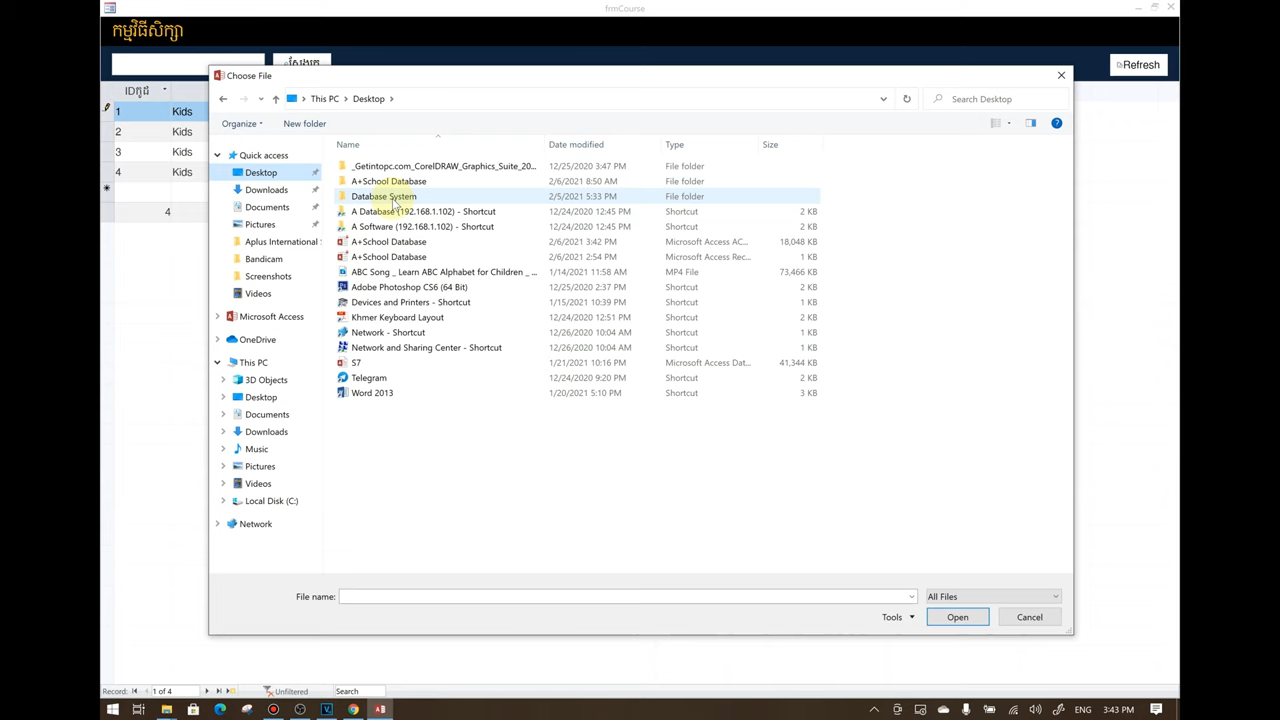 frmCourse
កម្មវិធីសិក្សា
ស្វែងរក
Refresh
IDកូដ
1 Kids
2 Kids
3 Kids
4 Kids
4
Choose File
This PC > Desktop >
Search Desktop
Organize
New folder
Name Date modified Type Size
Quick access
Desktop
Downloads
Documents
Pictures
Aplus International
Bandicam
Screenshots
Videos
Microsoft Access
OneDrive
This PC
3D Objects
Desktop
Documents
Downloads
Music
Pictures
Videos
Local Disk (C:)
Network
_Getintopc.com_CorelDRAW_Graphics_Suite_20... 12/25/2020 3:47 PM File folder
A+School Database 2/6/2021 8:50 AM File folder
Database System 2/5/2021 5:33 PM File folder
A Database (192.168.1.102) - Shortcut 12/24/2020 12:45 PM Shortcut 2 KB
A Software (192.168.1.102) - Shortcut 12/24/2020 12:45 PM Shortcut 2 KB
A+School Database 2/6/2021 3:42 PM Microsoft Access AC... 18,048 KB
A+School Database 2/6/2021 2:54 PM Microsoft Access Rec... 1 KB
ABC Song _ Learn ABC Alphabet for Children _ ... 1/14/2021 11:58 AM MP4 File 73,466 KB
Adobe Photoshop CS6 (64 Bit) 12/25/2020 2:37 PM Shortcut 2 KB
Devices and Printers - Shortcut 1/15/2021 10:39 PM Shortcut 1 KB
Khmer Keyboard Layout 12/24/2020 12:51 PM Shortcut 2 KB
Network - Shortcut 12/26/2020 10:04 AM Shortcut 1 KB
Network and Sharing Center - Shortcut 12/26/2020 10:04 AM Shortcut 1 KB
S7 1/21/2021 10:16 PM Microsoft Access Dat... 41,344 KB
Telegram 12/24/2020 9:20 PM Shortcut 2 KB
Word 2013 1/20/2021 5:10 PM Shortcut 3 KB
File name:
All Files
Tools
Open
Cancel
Record: 1 of 4 Unfiltered Search
ENG 3:43 PM